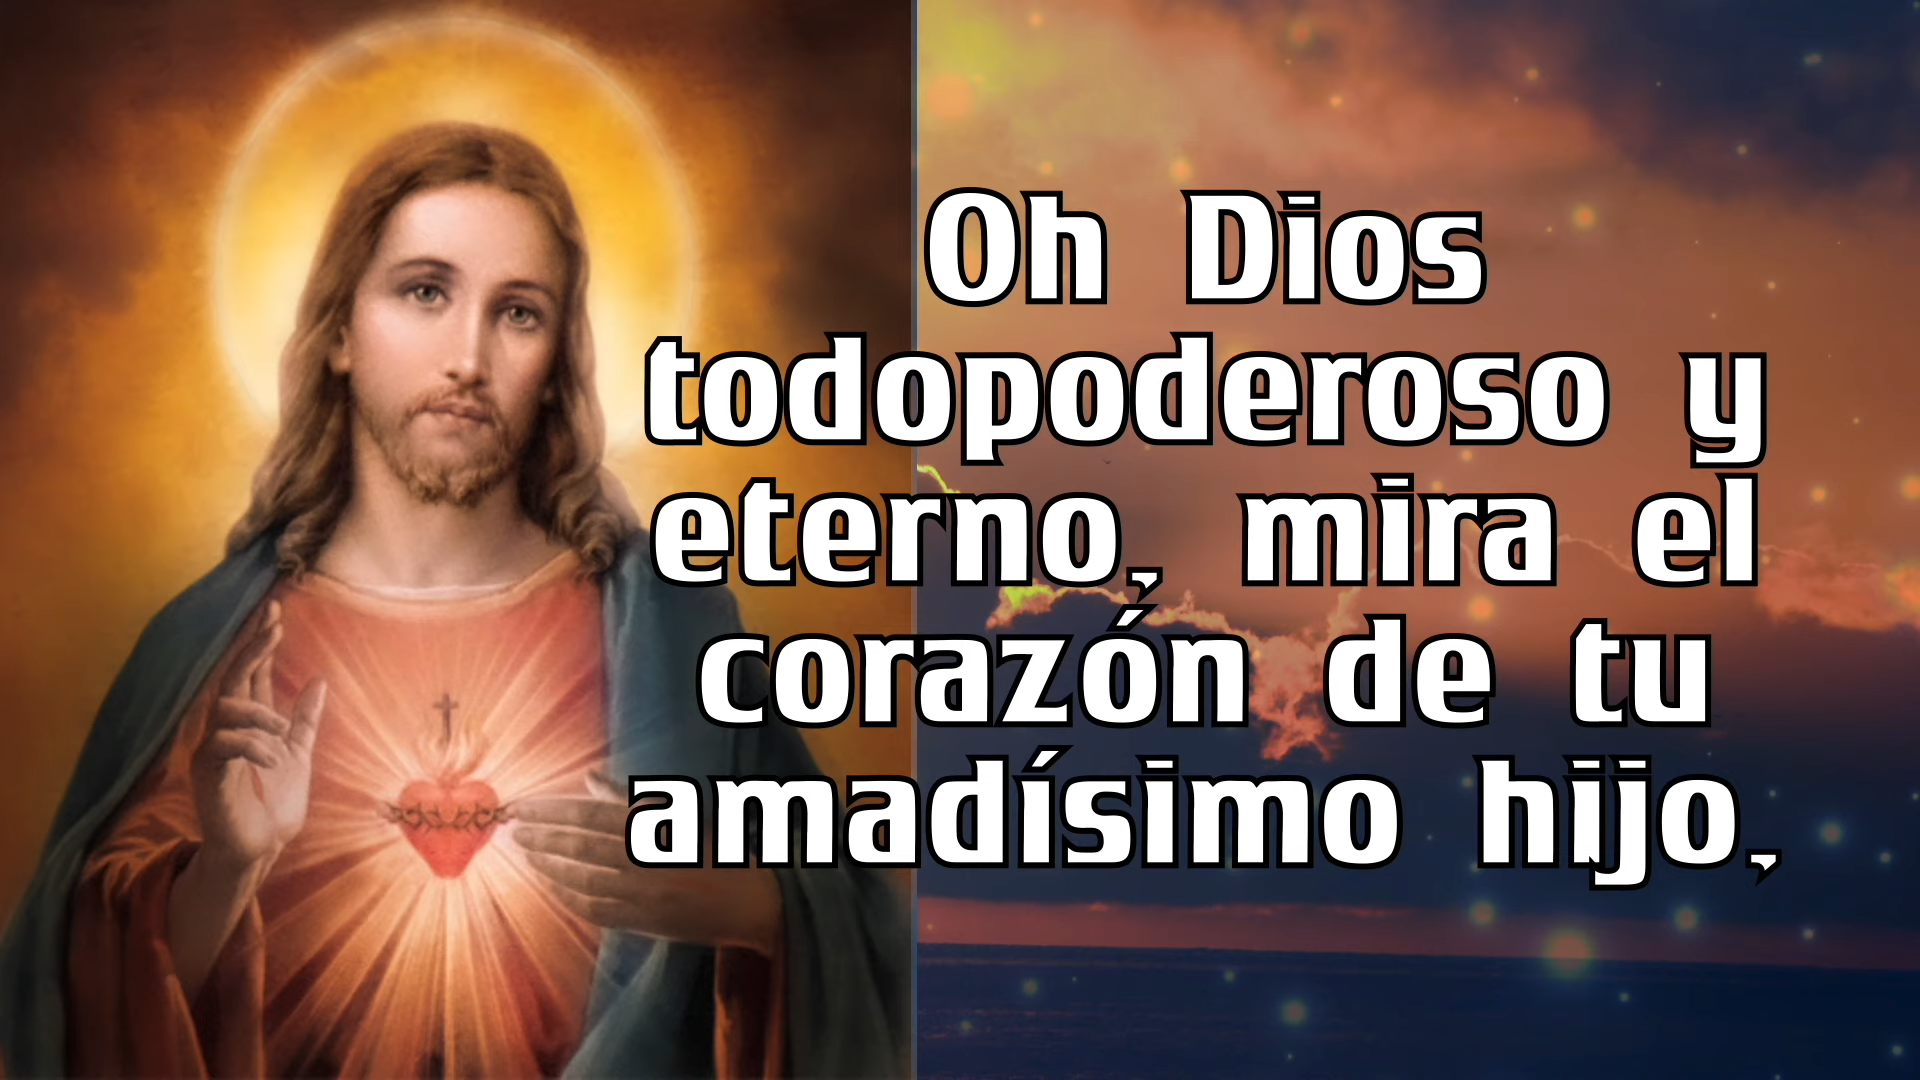 Oh Dios
todopoderoso y
eterno, mira el
corazón de tu
amadísimo hijo,